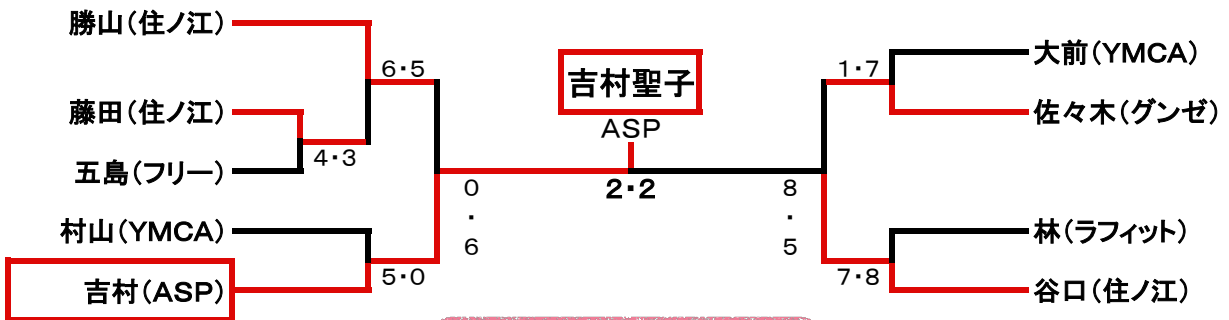 勝山(住ノ江)
藤田(住ノ江)
五島(フリー)
村山(YMCA)
吉村(ASP)
6・5
4・3
5・0
0・6
吉村聖子
ASP
2・2
8・5
1・7
7・8
大前(YMCA)
佐々木(グンゼ)
林(ラフィット)
谷口(住ノ江)